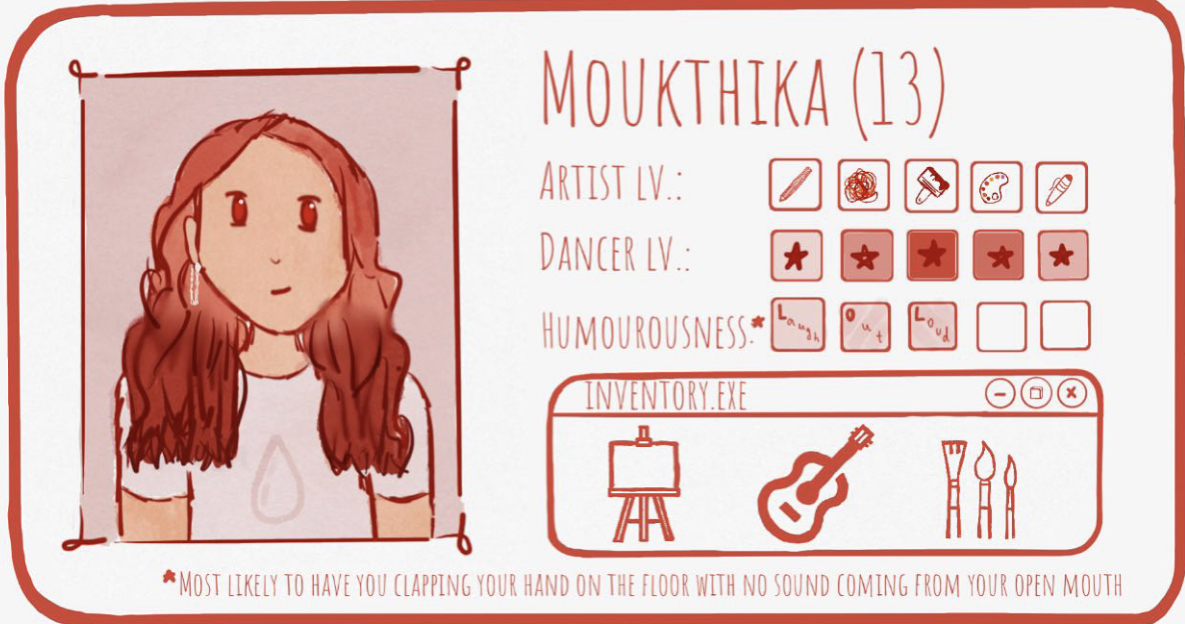 MOUKTHIKA (13)
ARTIST LV.:
DANCER LV.:
HUMOUROUSNESS:* Laugh Out Loud
INVENTORY.EXE
*MOST LIKELY TO HAVE YOU CLAPPING YOUR HAND ON THE FLOOR WITH NO SOUND COMING FROM YOUR OPEN MOUTH